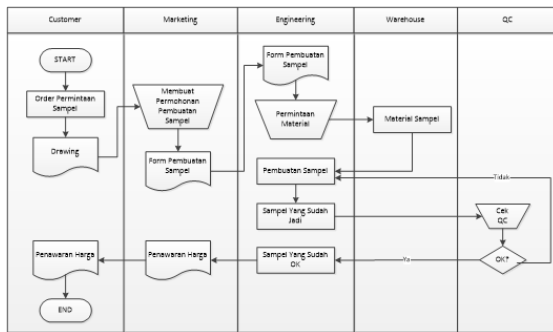 Customer
Marketing
Engineering
Warehouse
QC
START
Order Permintaan
Sampel
Drawing
Membuat
Permohonan
Pembuatan
Sampel
Form Pembuatan
Sampel
Form Pembuatan
Sampel
Permintaan
Material
Material Sampel
Pembuatan Sampel
Tidak
Sampel Yang Sudah
Jadi
Cek
QC
OK?
Ya
Sampel Yang Sudah
OK
Penawaran Harga
Penawaran Harga
END